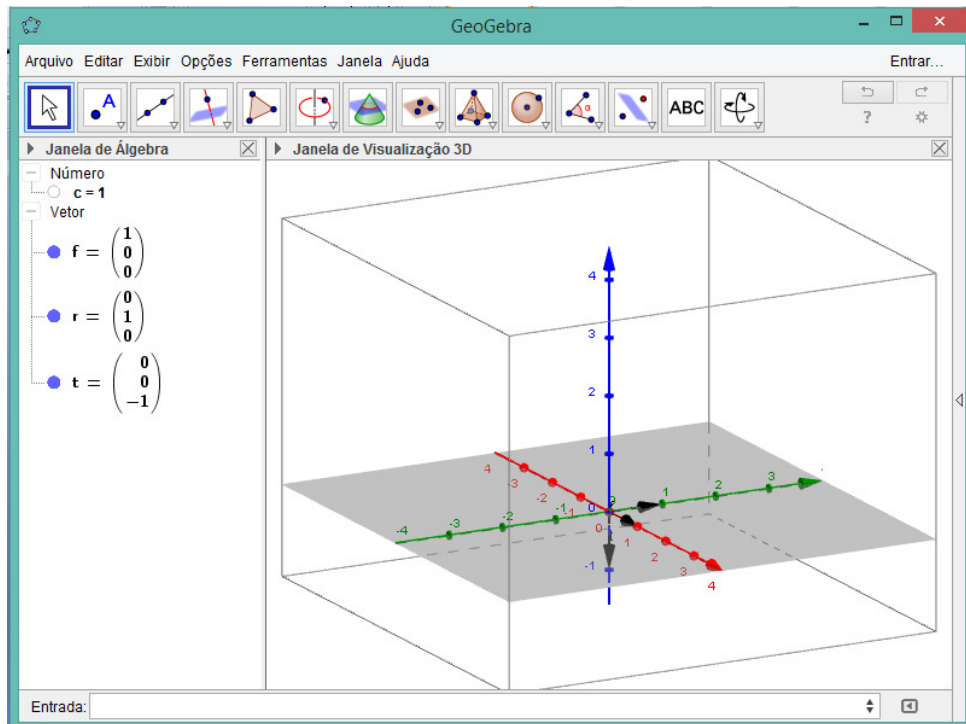 GeoGebra
Arquivo Editar Exibir Opções Ferramentas Janela Ajuda
Entrar...
A
α
ABC
?
Janela de Álgebra
Janela de Visualização 3D
Número
c = 1
Vetor
f = (1
0
0)
r = (0
1
0)
t = (0
0
−1)
4
3
2
1
0
-1
4
-3
-2
-1
0
1
2
3
4
-4
-3
-2
-1
0
1
2
3
Entrada: